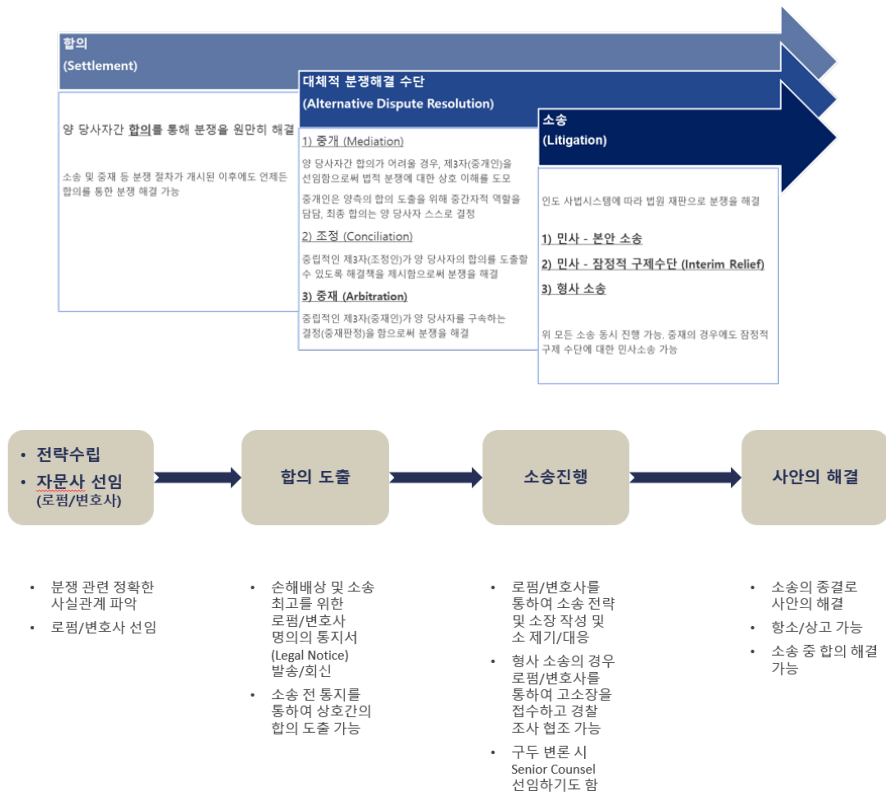 합의
(Settlement)
양 당사자간 합의를 통해 분쟁을 원만히 해결
소송 및 중재 등 분쟁 절차가 개시된 이후에도 언제든
합의를 통한 분쟁 해결 가능
대체적 분쟁해결 수단
(Alternative Dispute Resolution)
1) 중개 (Mediation)
양 당사자간 합의가 어려울 경우, 제3자(중개인)을
선임함으로써 법적 분쟁에 대한 상호 이해를 도모
중개인은 양측의 합의 도출을 위해 중간자적 역할을
담담, 최종 합의는 양 당사자 스스로 결정
2) 조정 (Conciliation)
중립적인 제3자(조정인)가 양 당사자의 합의를 도출할
수 있도록 해결책을 제시함으로써 분쟁을 해결
3) 중재 (Arbitration)
중립적인 제3자(중재인)가 양 당사자를 구속하는
결정(중재판정)을 함으로써 분쟁을 해결
소송
(Litigation)
인도 사법시스템에 따라 법원 재판으로 분쟁을 해결
1) 민사 - 본안 소송
2) 민사 - 잠정적 구제수단 (Interim Relief)
3) 형사 소송
위 모든 소송 동시 진행 가능. 중재의 경우에도 잠정적
구제 수단에 대한 민사소송 가능
• 전략수립
• 자문사 선임
(로펌/변호사)
합의 도출
소송진행
사안의 해결
• 분쟁 관련 정확한
사실관계 파악
• 로펌/변호사 선임
• 손해배상 및 소송
최고를 위한
로펌/변호사
명의의 통지서
(Legal Notice)
발송/회신
• 소송 전 통지를
통하여 상호간의
합의 도출 가능
• 로펌/변호사를
통하여 소송 전략
및 소장 작성 및
소 제기/대응
• 형사 소송의 경우
로펌/변호사를
통하여 고소장을
접수하고 경찰
조사 협조 가능
• 구두 변론 시
Senior Counsel
선임하기도 함
• 소송의 종결로
사안의 해결
• 항소/상고 가능
• 소송 중 합의 해결
가능